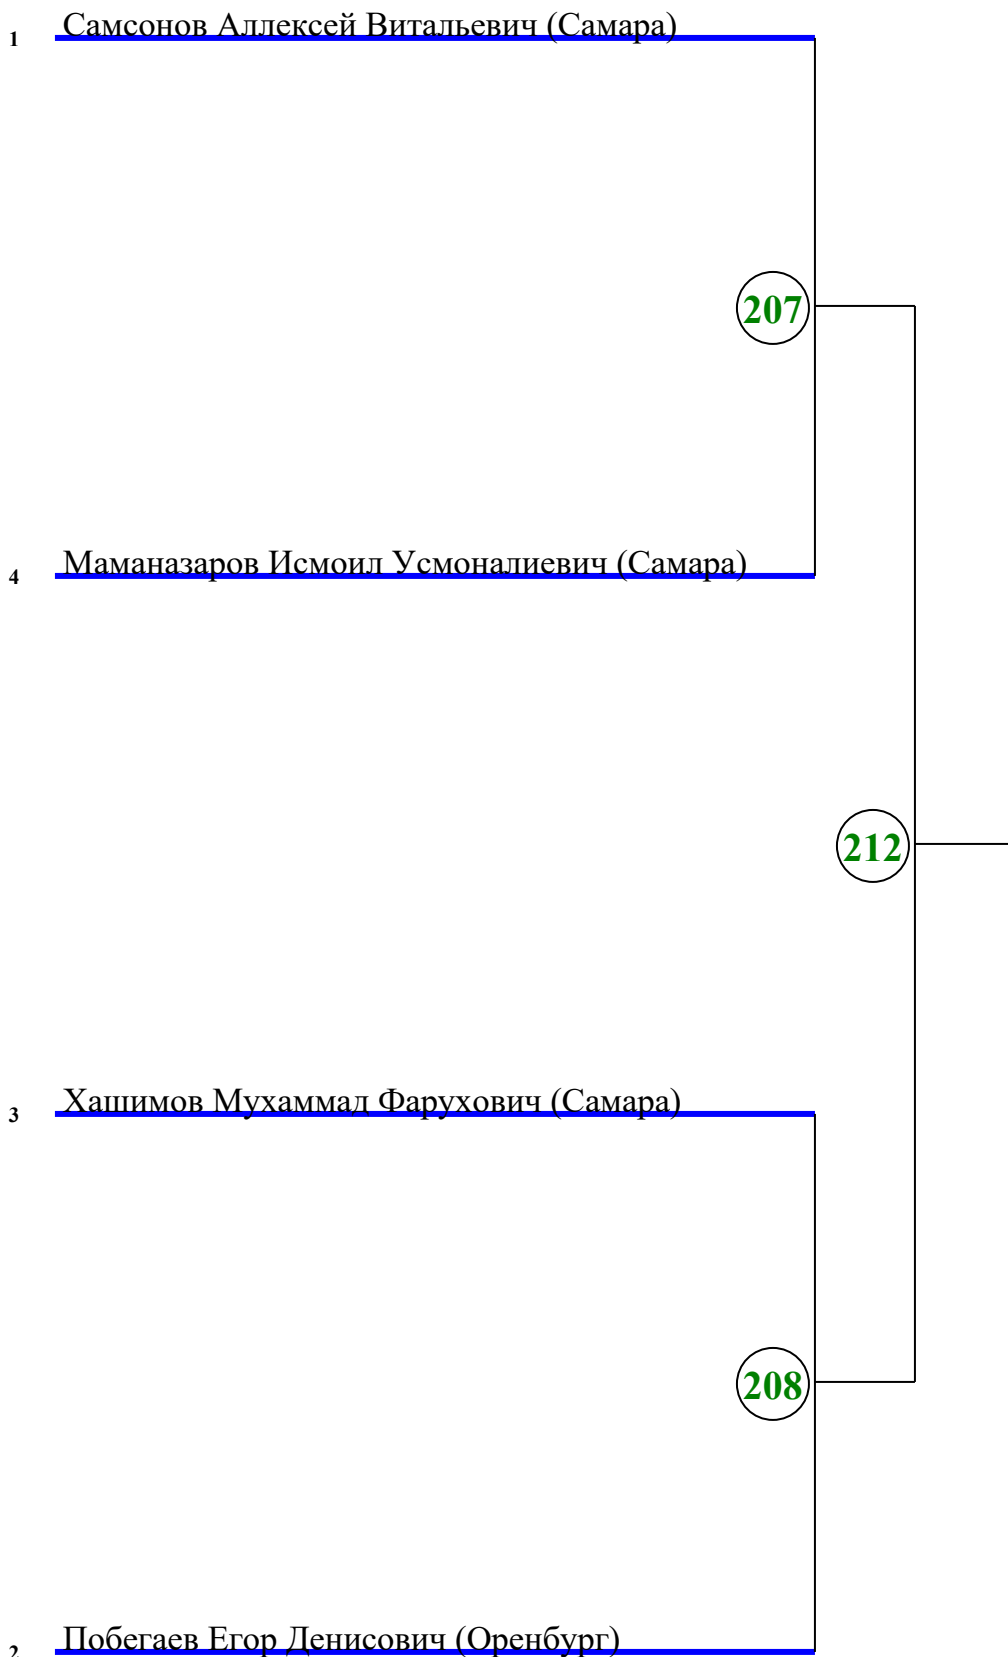 1 Самсонов Аллексей Витальевич (Самара)
207
4 Маманазаров Исмоил Усмоналиевич (Самара)
212
3 Хашимов Мухаммад Фарухович (Самара)
208
2 Побегаев Егор Денисович (Оренбург)